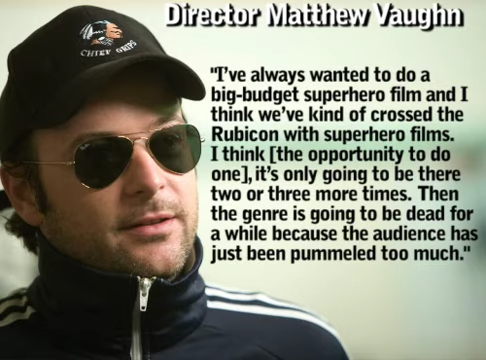 Director Matthew Vaughn
CHIEF GRIPS
"I've always wanted to do a
big-budget superhero film and I
think we've kind of crossed the
Rubicon with superhero films.
I think [the opportunity to do
one], it's only going to be there
two or three more times. Then
the genre is going to be dead for
a while because the audience has
just been pummeled too much."